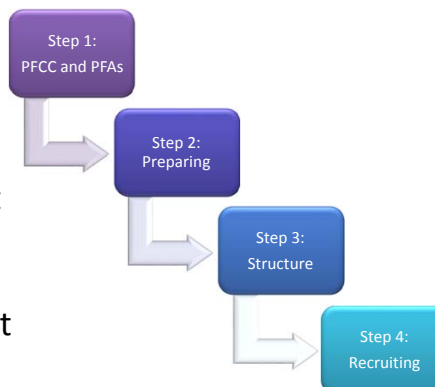 Step 1:
PFCC and PFAs
Step 2:
Preparing
Step 3:
Structure
t
Step 4:
Recruiting